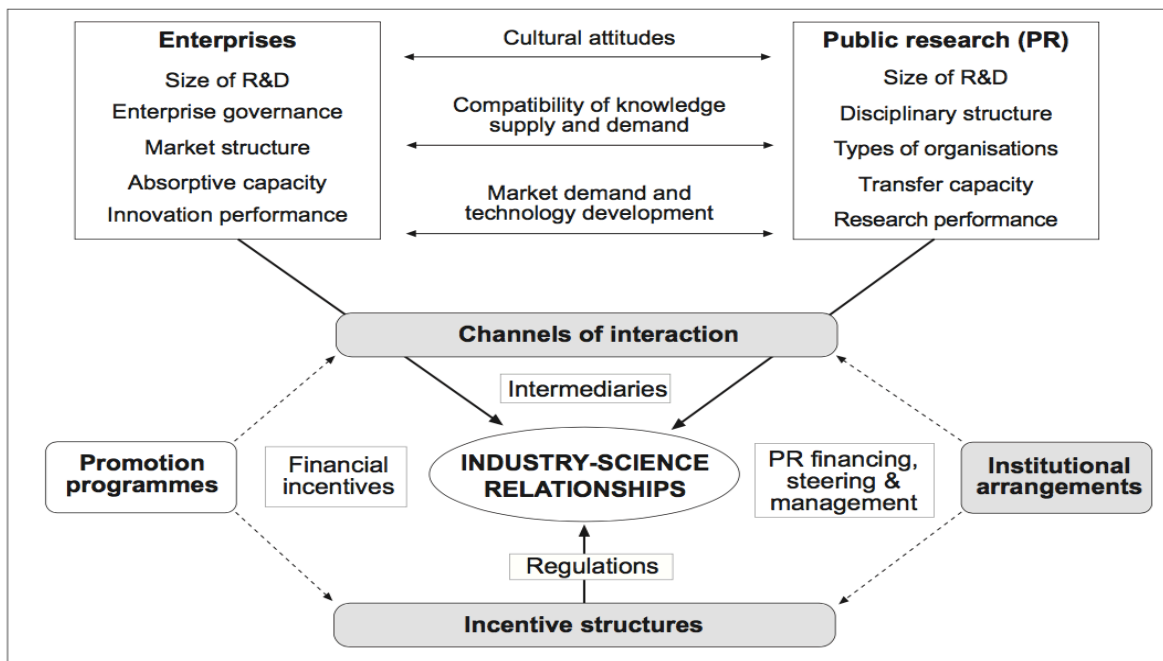 Enterprises
Size of R&D
Enterprise governance
Market structure
Absorptive capacity
Innovation performance
Cultural attitudes
Compatibility of knowledge
supply and demand
Market demand and
technology development
Public research (PR)
Size of R&D
Disciplinary structure
Types of organisations
Transfer capacity
Research performance
Channels of interaction
Intermediaries
Promotion
programmes
Financial
incentives
INDUSTRY-SCIENCE
RELATIONSHIPS
PR financing,
steering &
management
Institutional
arrangements
Regulations
Incentive structures